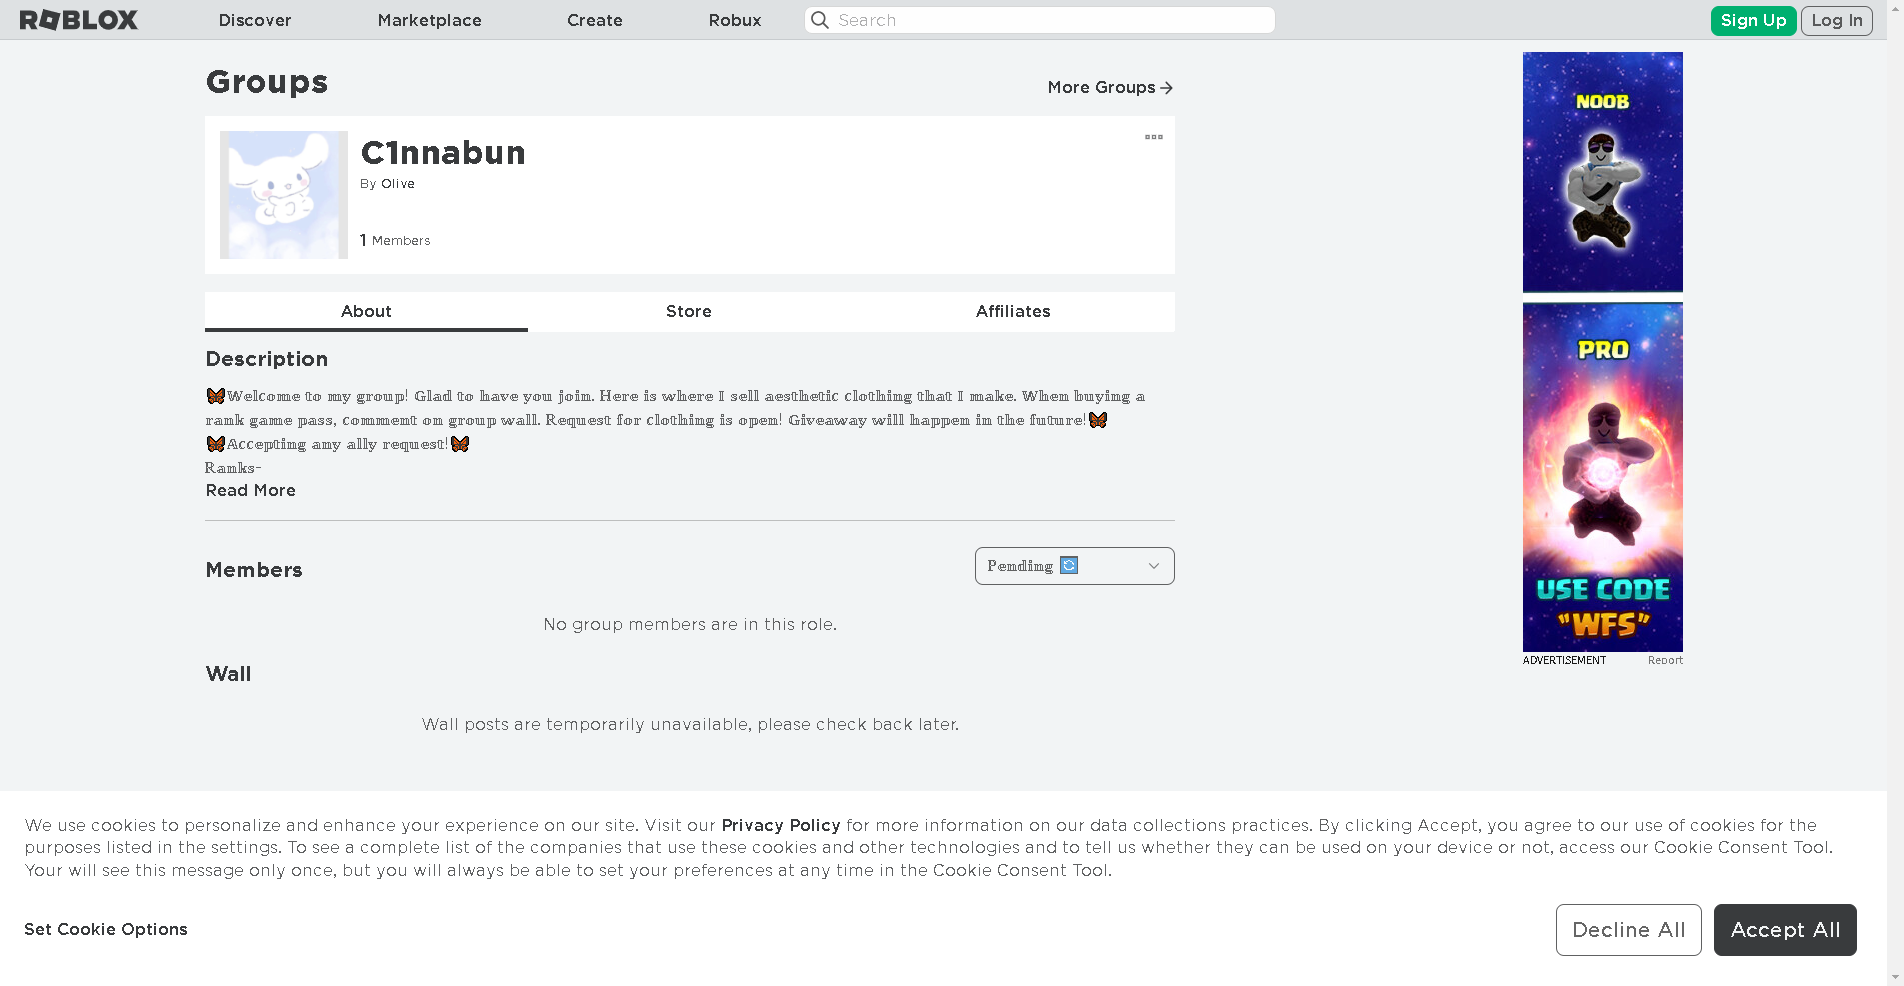 ROBLOX Discover Marketplace Create Robux Search Sign Up Log In
Groups
More Groups
C1nnabun
By Olive
1 Members
About Store Affiliates
Description
🦋Welcome to my group! Glad to have you join. Here is where I sell aesthetic clothing that I make. When buying a
rank game pass, comment on group wall. Request for clothing is open! Giveaway will happen in the future!🦋
🦋Accepting any ally request!🦋
Ranks-
Read More
Members
Pending 🔄
No group members are in this role.
Wall
Wall posts are temporarily unavailable, please check back later.
NOOB
PRO
USE CODE
"WFS"
ADVERTISEMENT Report
We use cookies to personalize and enhance your experience on our site. Visit our Privacy Policy for more information on our data collections practices. By clicking Accept, you agree to our use of cookies for the
purposes listed in the settings. To see a complete list of the companies that use these cookies and other technologies and to tell us whether they can be used on your device or not, access our Cookie Consent Tool.
Your will see this message only once, but you will always be able to set your preferences at any time in the Cookie Consent Tool.
Set Cookie Options
Decline All
Accept All